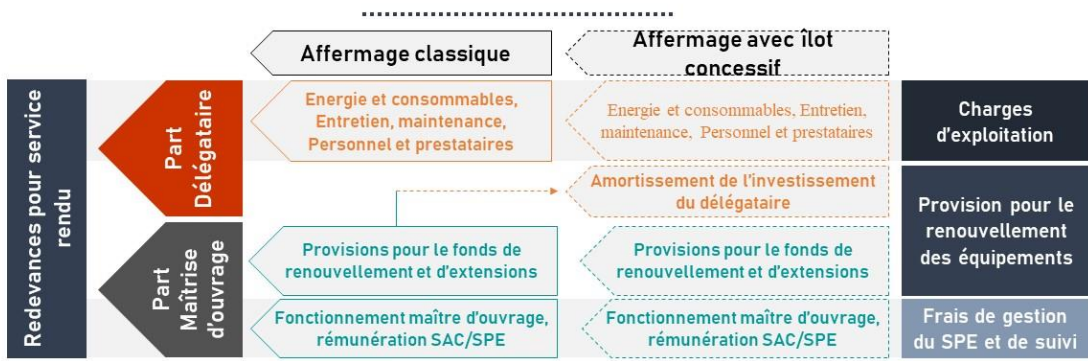 Affermage classique
Affermage avec îlot
concessif
Redevances pour service
rendu
Part
Délégataire
Energie et consommables,
Entretien, maintenance,
Personnel et prestataires
Energie et consommables, Entretien,
maintenance, Personnel et prestataires
Charges
d'exploitation
Amortissement de l'investissement
du délégataire
Provision pour le
renouvellement
des équipements
Part
Maîtrise
d'ouvrage
Provisions pour le fonds de
renouvellement et d'extensions
Provisions pour le fonds de
renouvellement et d'extensions
Fonctionnement maître d'ouvrage,
rémunération SAC/SPE
Fonctionnement maître d'ouvrage,
rémunération SAC/SPE
Frais de gestion
du SPE et de suivi